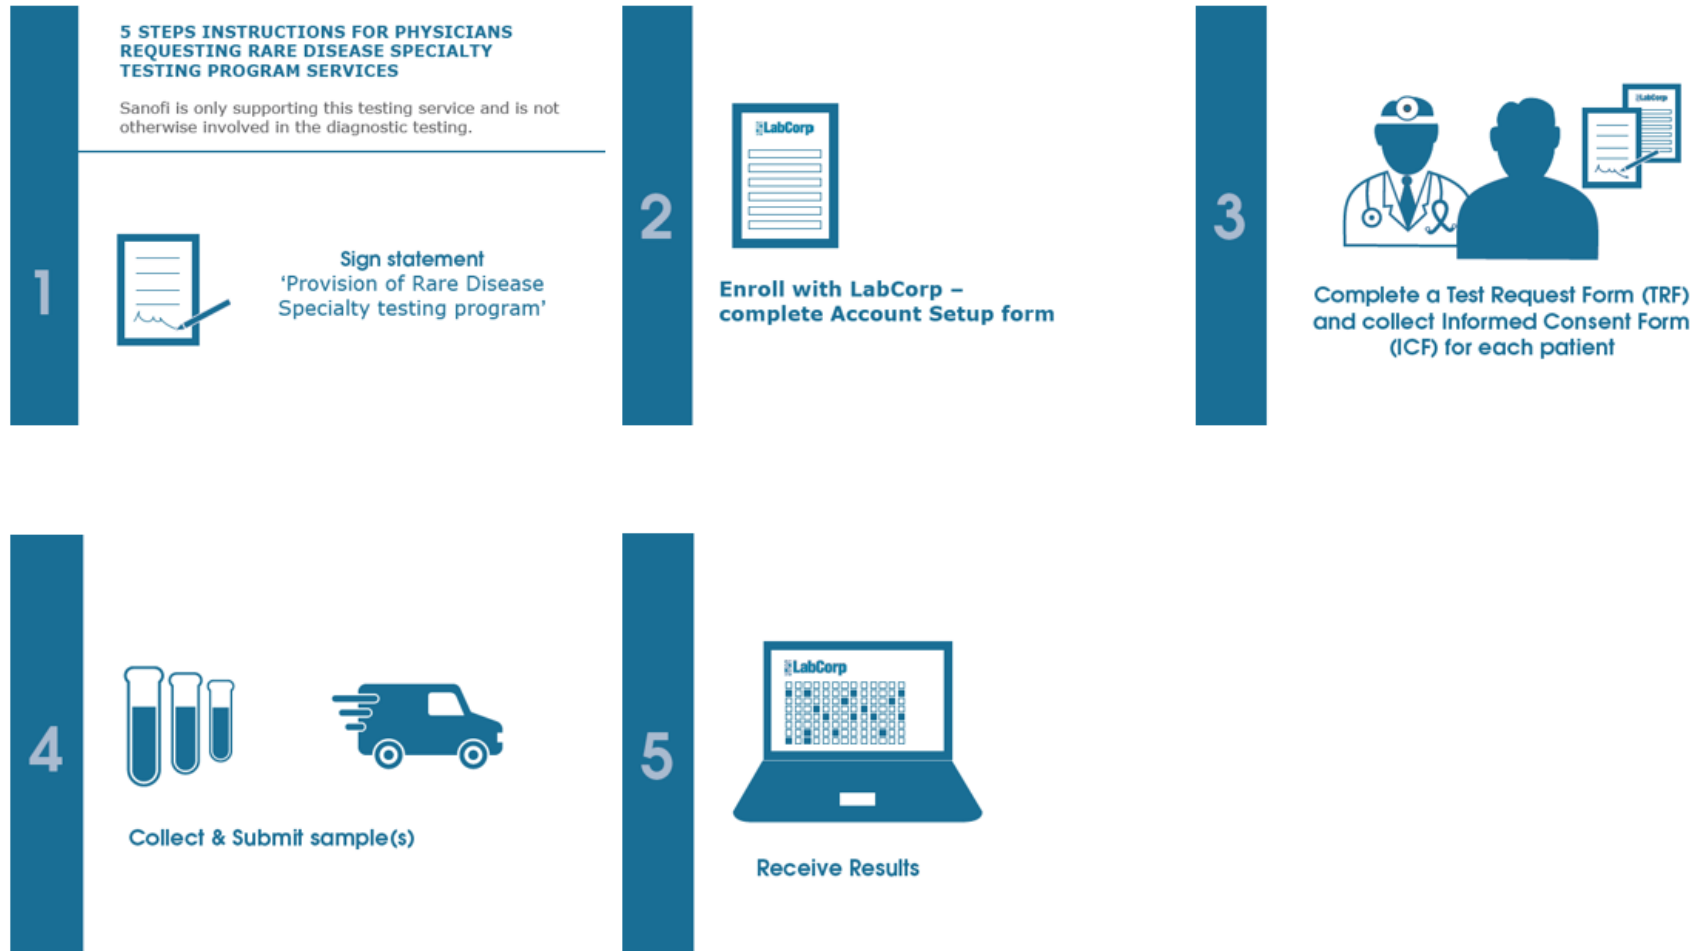 5 STEPS INSTRUCTIONS FOR PHYSICIANS
REQUESTING RARE DISEASE SPECIALTY
TESTING PROGRAM SERVICES
Sanofi is only supporting this testing service and is not
otherwise involved in the diagnostic testing.
1
Sign statement
‘Provision of Rare Disease
Specialty testing program’
2
LabCorp
Enroll with LabCorp –
complete Account Setup form
3
LabCorp
Complete a Test Request Form (TRF)
and collect Informed Consent Form
(ICF) for each patient
4
Collect & Submit sample(s)
5
LabCorp
Receive Results